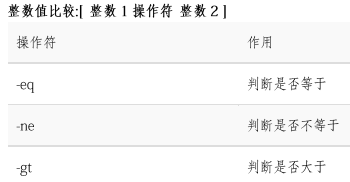 整数值比较:[ 整数 1 操作符 整数 2 ]
操作符 作用
-eq 判断是否等于
-ne 判断是否不等于
-gt 判断是否大于